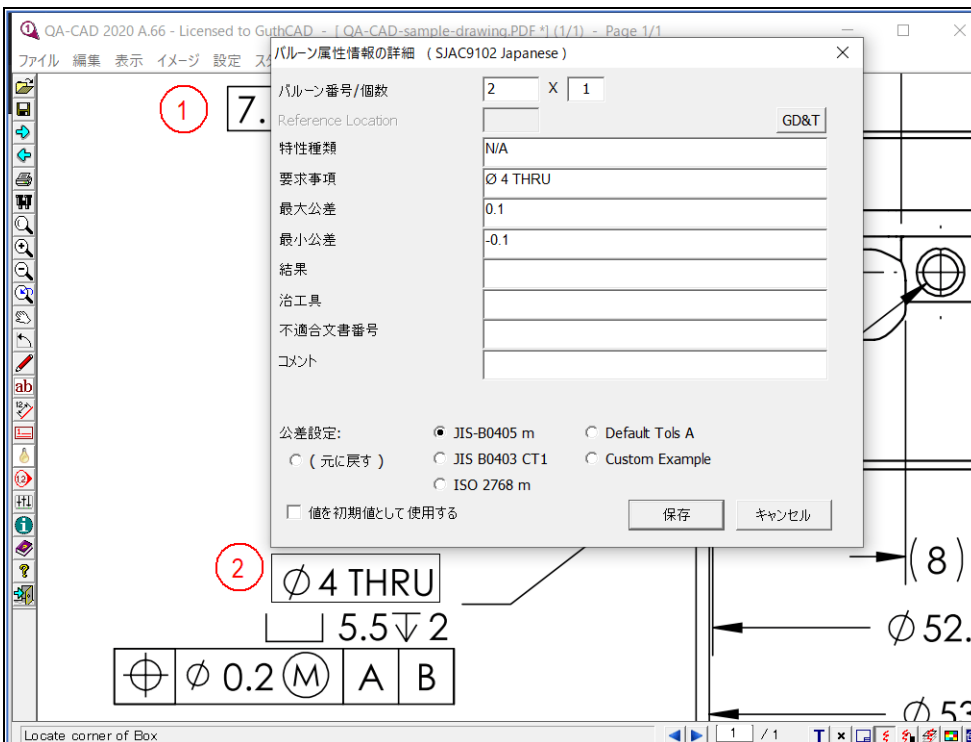 QA-CAD 2020 A.66 - Licensed to GuthCAD - [ QA-CAD-sample-drawing.PDF *] (1/1) - Page 1/1
ファイル 編集 表示 イメージ 設定
バルーン属性情報の詳細 ( SJAC9102 Japanese )
バルーン番号/個数 2 X 1
Reference Location GD&T
特性種類 N/A
要求事項 Ø 4 THRU
最大公差 0.1
最小公差 -0.1
結果
治工具
不適合文書番号
コメント
公差設定: JIS-B0405 m Default Tols A
( 元に戻す ) JIS B0403 CT1 Custom Example
ISO 2768 m
値を初期値として使用する 保存 キャンセル
1 7.
2 Ø 4 THRU
⌴ 5.5↧2
⌖ Ø 0.2 Ⓜ A B
(8)
Ø 52.
Ø 53
ab
Locate corner of Box 1 / 1 T